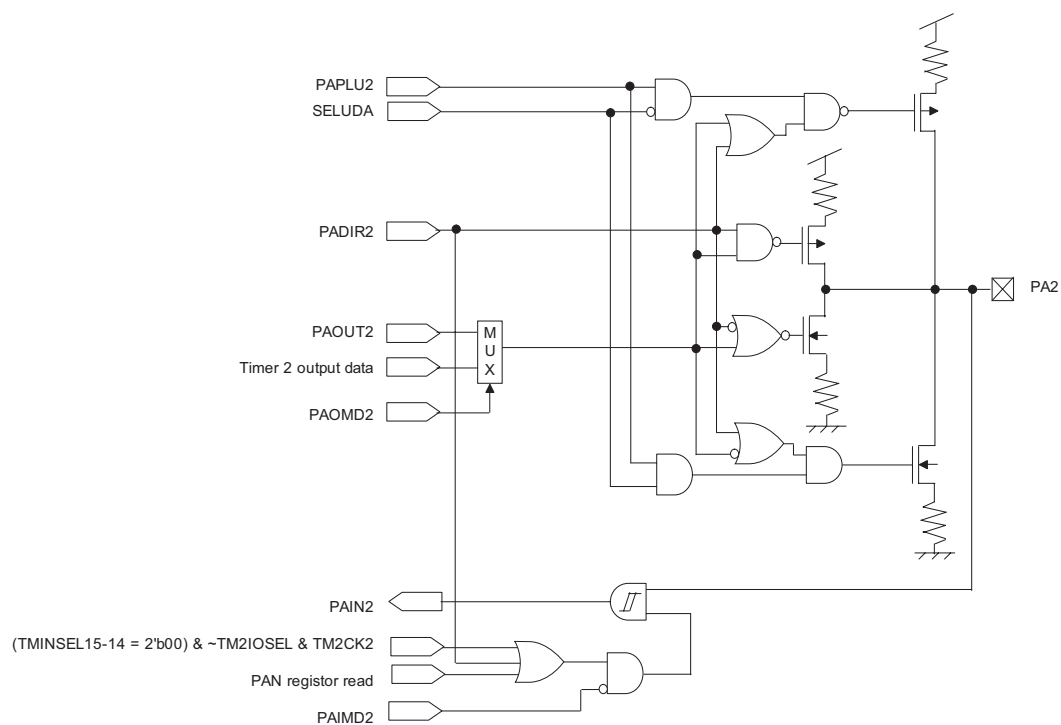 PAPLU2
SELUDA
PADIR2
PA2
PAOUT2
MUX
Timer 2 output data
PAOMD2
PAIN2
(TMINSEL15-14 = 2'b00) & ~TM2IOSEL & TM2CK2
PAN registor read
PAIMD2